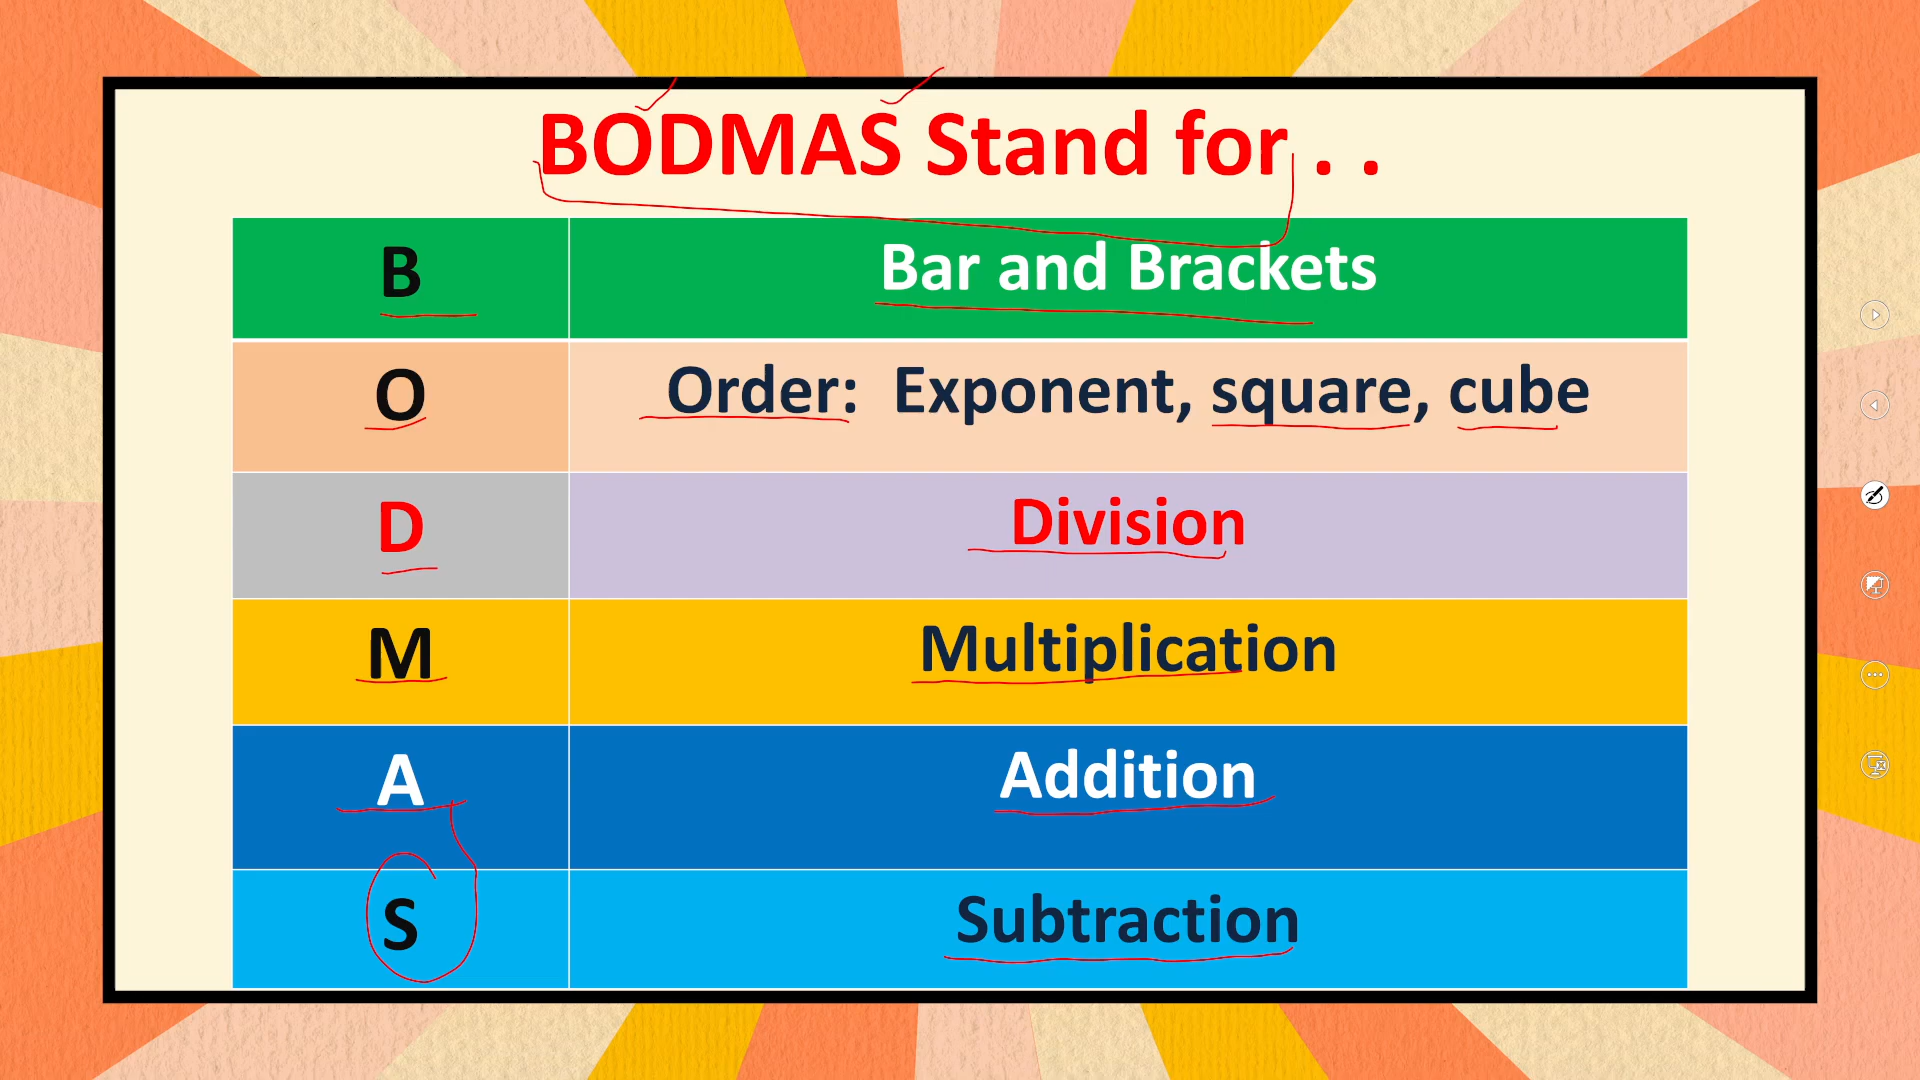 BODMAS Stand for . .
B Bar and Brackets
O Order: Exponent, square, cube
D Division
M Multiplication
A Addition
S Subtraction